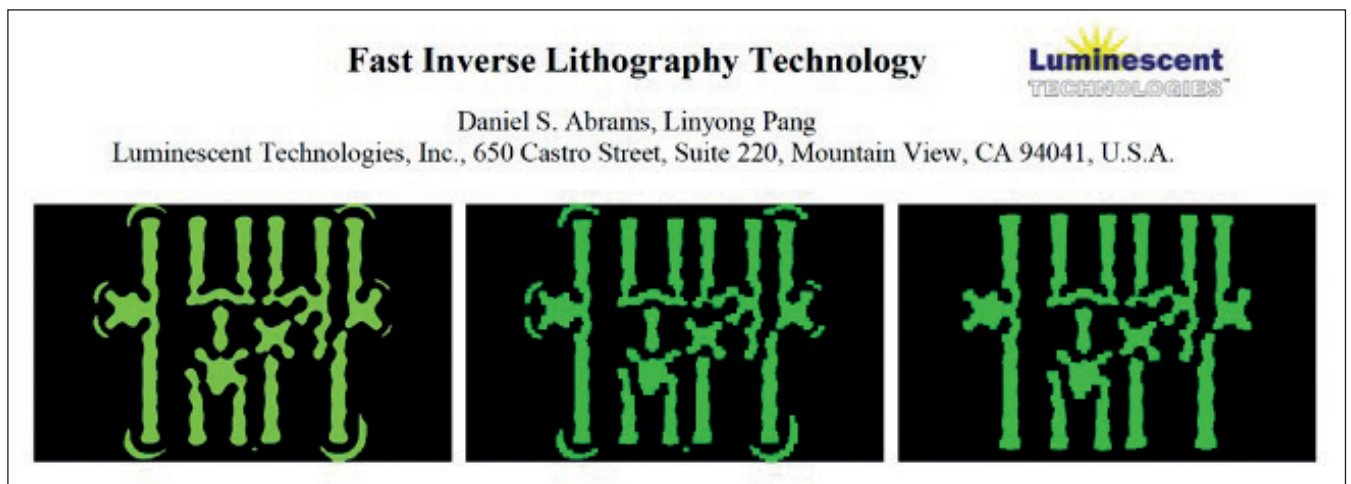 Fast Inverse Lithography Technology
Luminescent
TECHNOLOGIES™
Daniel S. Abrams, Linyong Pang
Luminescent Technologies, Inc., 650 Castro Street, Suite 220, Mountain View, CA 94041, U.S.A.